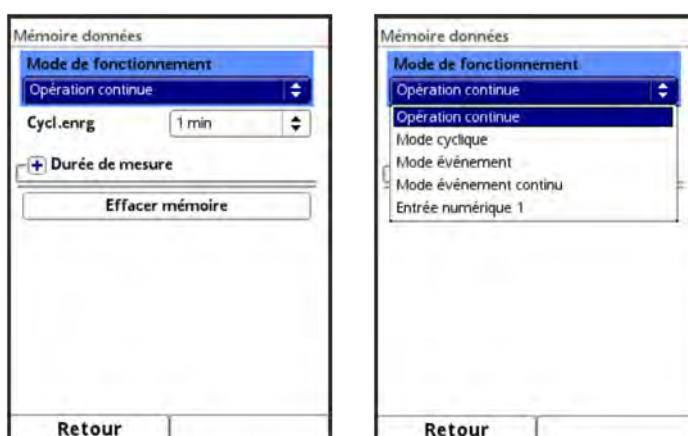 Mémoire données
Mode de fonctionnement
Opération continue
Cycl.enrg 1 min
Durée de mesure
Effacer mémoire
Retour
Mémoire données
Mode de fonctionnement
Opération continue
Opération continue
Mode cyclique
Mode événement
Mode événement continu
Entrée numérique 1
Retour